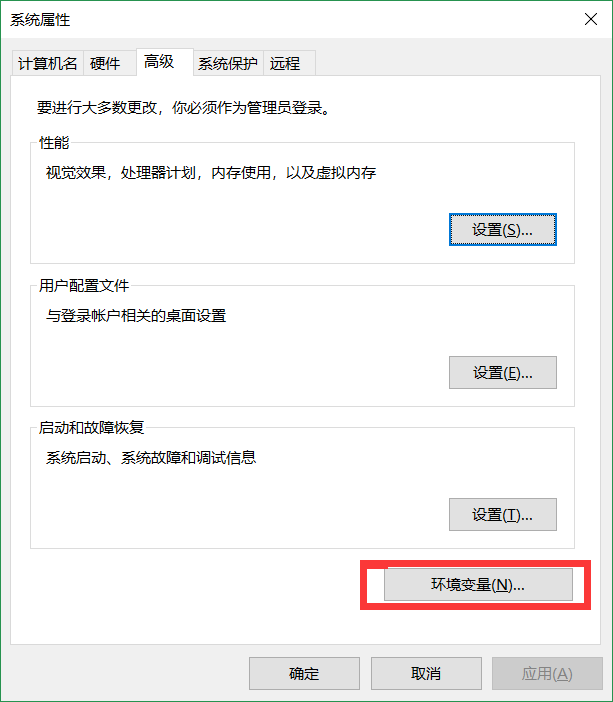 系统属性
计算机名 硬件 高级 系统保护 远程
要进行大多数更改，你必须作为管理员登录。
性能
视觉效果，处理器计划，内存使用，以及虚拟内存
设置(S)...
用户配置文件
与登录帐户相关的桌面设置
设置(E)...
启动和故障恢复
系统启动、系统故障和调试信息
设置(T)...
环境变量(N)...
确定 取消 应用(A)